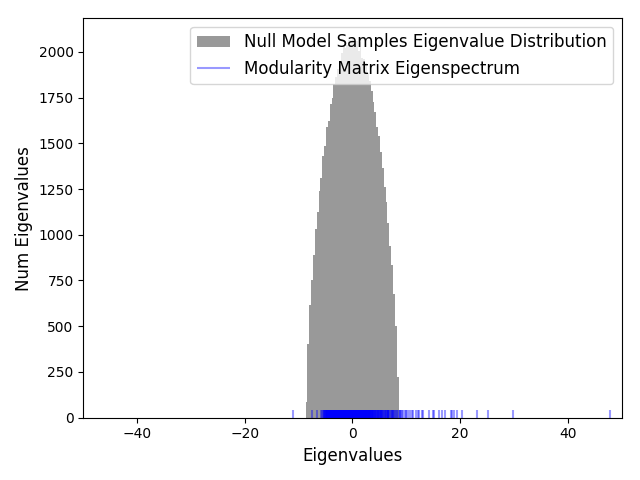 Null Model Samples Eigenvalue Distribution
Modularity Matrix Eigenspectrum
2000
1750
1500
1250
1000
750
500
250
0
Num Eigenvalues
−40 −20 0 20 40
Eigenvalues